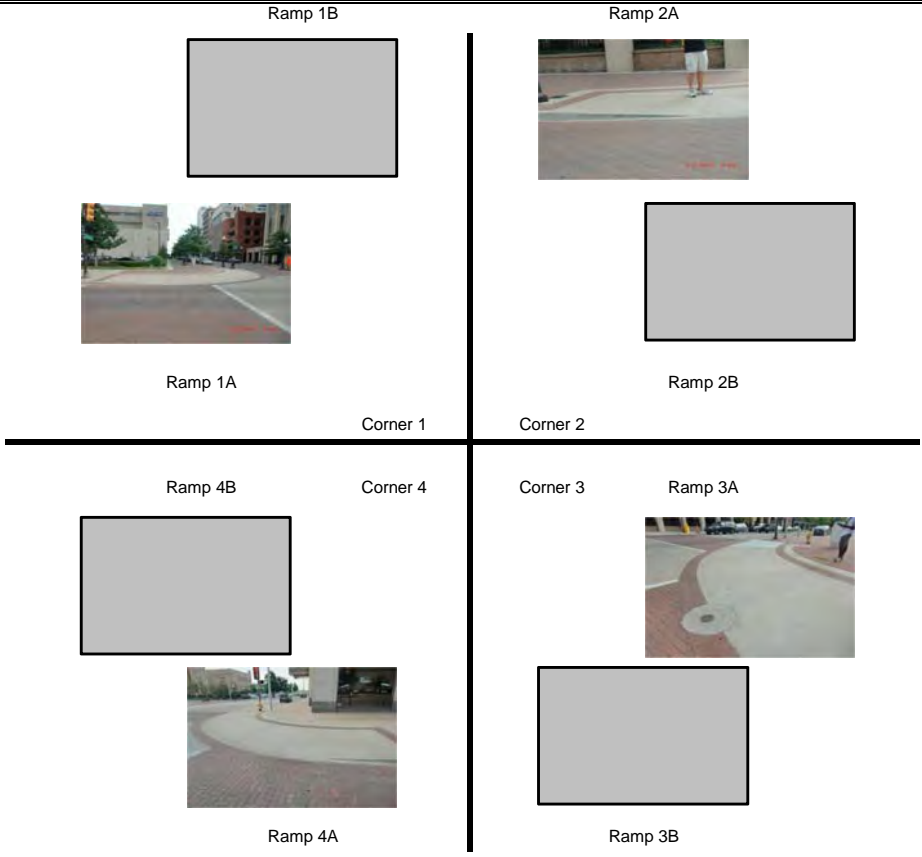 Ramp 1B Ramp 2A
Ramp 1A Ramp 2B
Corner 1 Corner 2
Ramp 4B Corner 4 Corner 3 Ramp 3A
Ramp 4A Ramp 3B